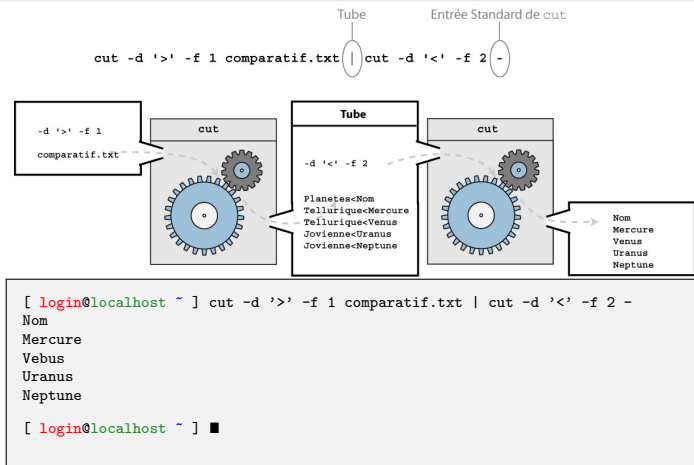 Tube
Entrée Standard de cut
cut -d '>' -f 1 comparatif.txt | cut -d '<' -f 2 -
-d '>' -f 1
comparatif.txt
cut
Tube
-d '<' -f 2
Planetes<Nom
Tellurique<Mercure
Tellurique<Venus
Jovienne<Uranus
Jovienne<Neptune
cut
Nom
Mercure
Venus
Uranus
Neptune
[ login@localhost ~ ] cut -d ’>’ -f 1 comparatif.txt | cut -d ’<’ -f 2 -
Nom
Mercure
Vebus
Uranus
Neptune
[ login@localhost ~ ] ■